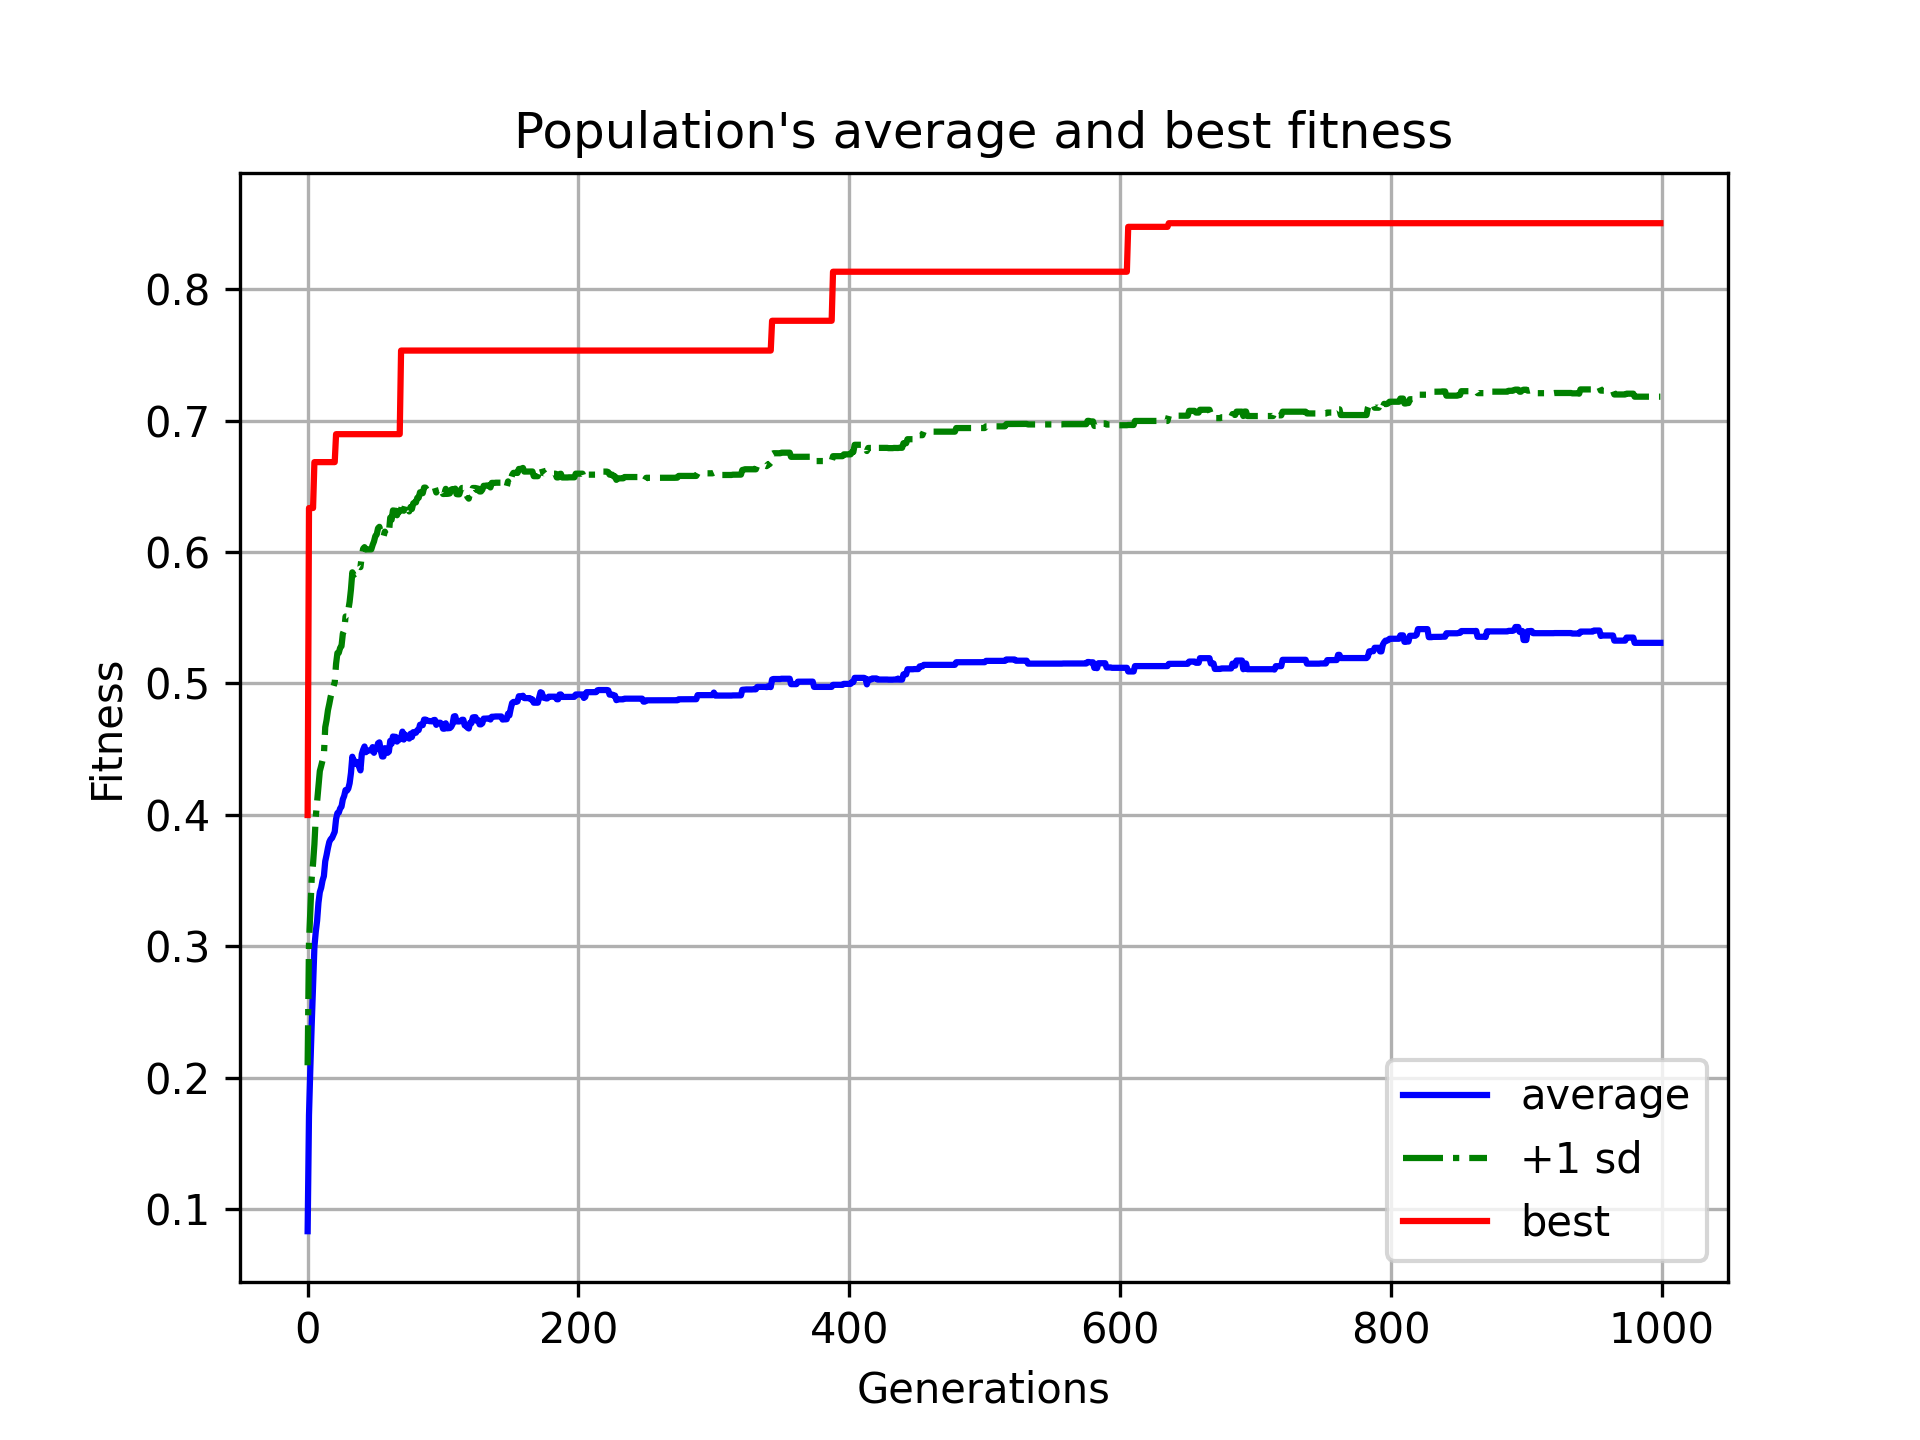 Population's average and best fitness
Fitness
0.8
0.7
0.6
0.5
0.4
0.3
0.2
0.1
0 200 400 600 800 1000
Generations
average
+1 sd
best